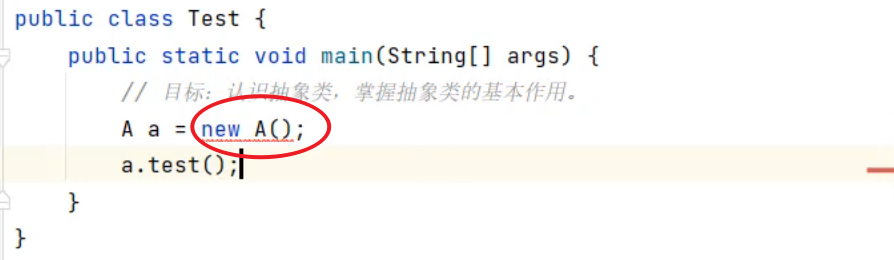 public class Test {
public static void main(String[] args) {
// 目标：认识抽象类，掌握抽象类的基本作用。
A a = new A();
a.test();
}
}